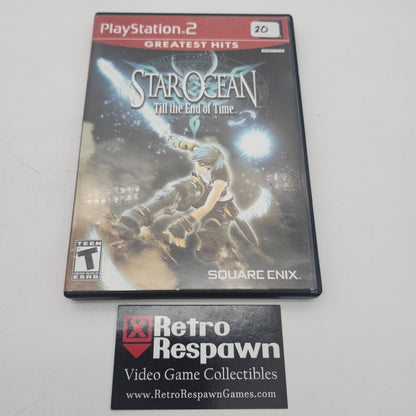 PlayStation.2
20
GREATEST HITS
STAR OCEAN
Till the End of Time™
TEEN
T
ESRB
SQUARE ENIX.
Retro
Respawn
Video Game Collectibles
www.RetroRespawnGames.com